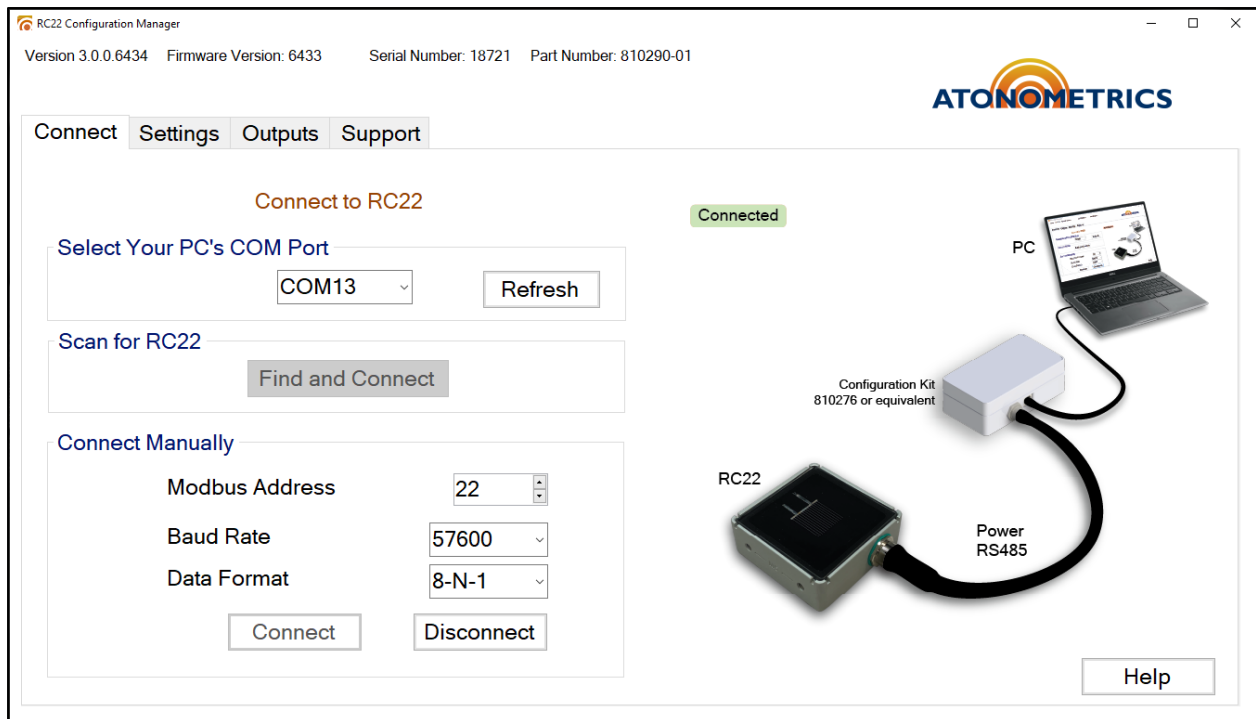 RC22 Configuration Manager
Version 3.0.0.6434 Firmware Version: 6433 Serial Number: 18721 Part Number: 810290-01
ATONOMETRICS
Connect Settings Outputs Support
Connect to RC22
Connected
Select Your PC's COM Port
COM13 Refresh
Scan for RC22
Find and Connect
Connect Manually
Modbus Address 22
Baud Rate 57600
Data Format 8-N-1
Connect Disconnect
PC
Configuration Kit
810276 or equivalent
RC22
Power
RS485
Help